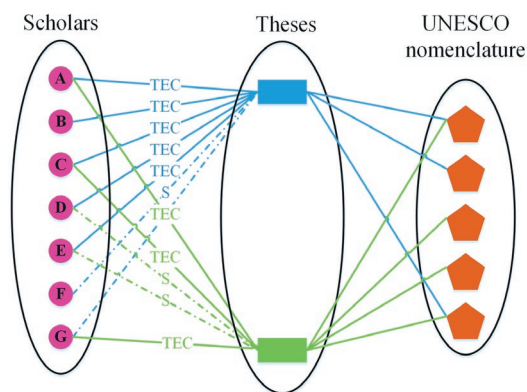 Scholars
Theses
UNESCO
nomenclature
A
TEC
TEC
B
TEC
TEC
C
TEC
S
D
TEC
E
TEC
S
F
S
G
TEC